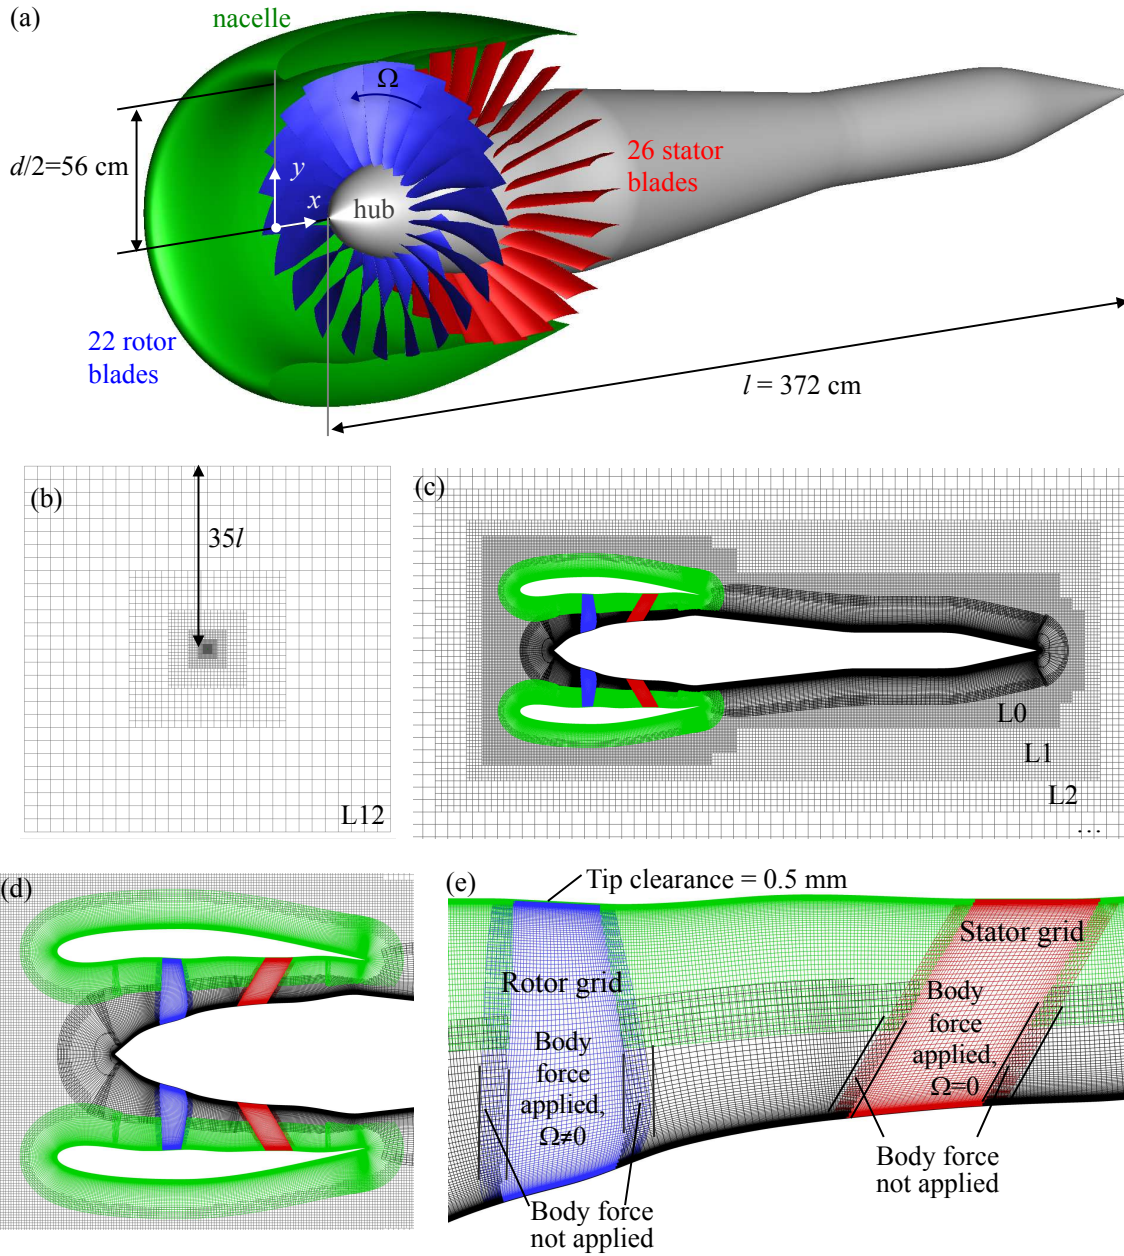 (a)
nacelle
Ω
d/2=56 cm
y
x
hub
26 stator
blades
22 rotor
blades
l = 372 cm
(b)
35l
L12
(c)
L0
L1
L2
...
(d)
(e)
Tip clearance = 0.5 mm
Stator grid
Rotor grid
Body
force
applied,
Ω≠0
Body
force
applied,
Ω=0
Body force
not applied
Body force
not applied